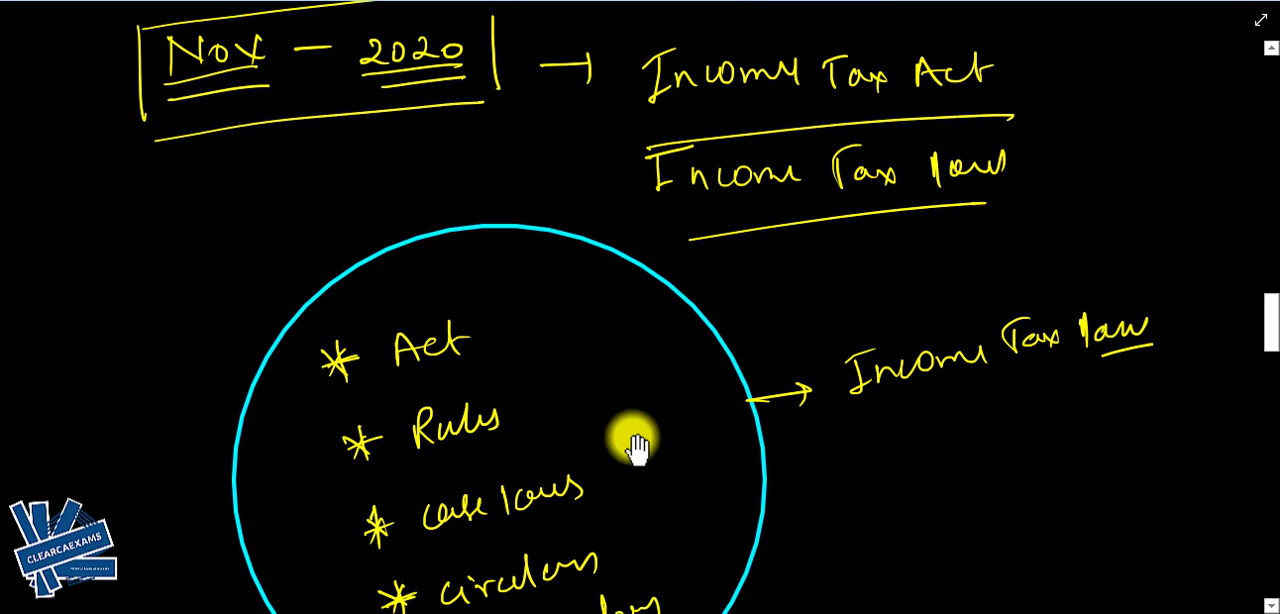 Nov - 2020 → Income Tax Act
Income Tax law
* Act
Income Tax law
* Rules
* case laws
* circulars
CLEARCAEXAMS